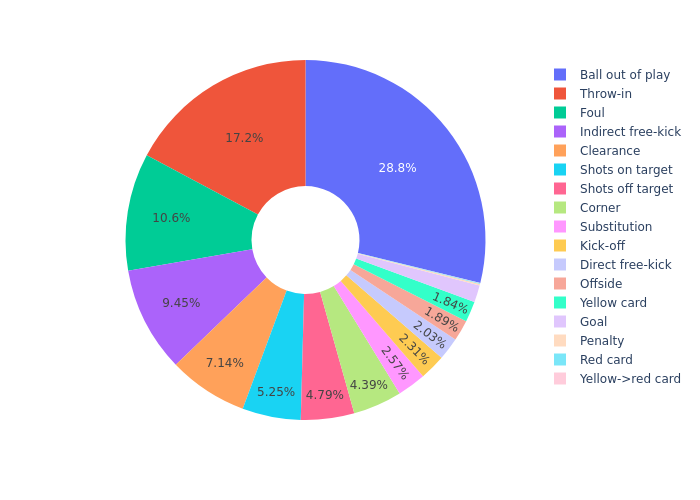 28.8%
17.2%
10.6%
9.45%
7.14%
5.25%
4.79%
4.39%
2.57%
2.31%
2.03%
1.89%
1.84%
Ball out of play
Throw-in
Foul
Indirect free-kick
Clearance
Shots on target
Shots off target
Corner
Substitution
Kick-off
Direct free-kick
Offside
Yellow card
Goal
Penalty
Red card
Yellow->red card